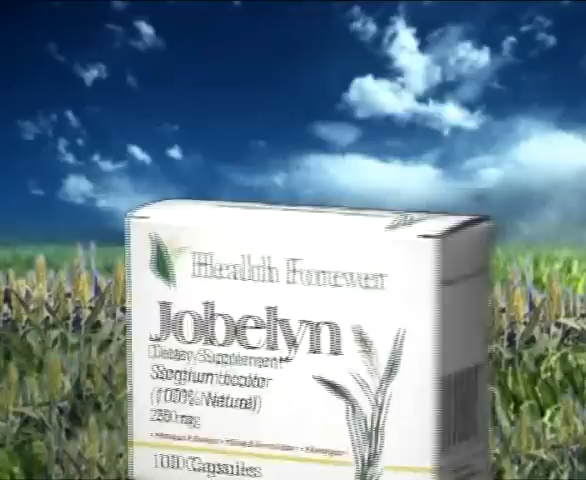 Health Forever
Jobelyn
Dietary Supplement
Sorghum bicolor
(100% Natural)
250 mg
100 Capsules